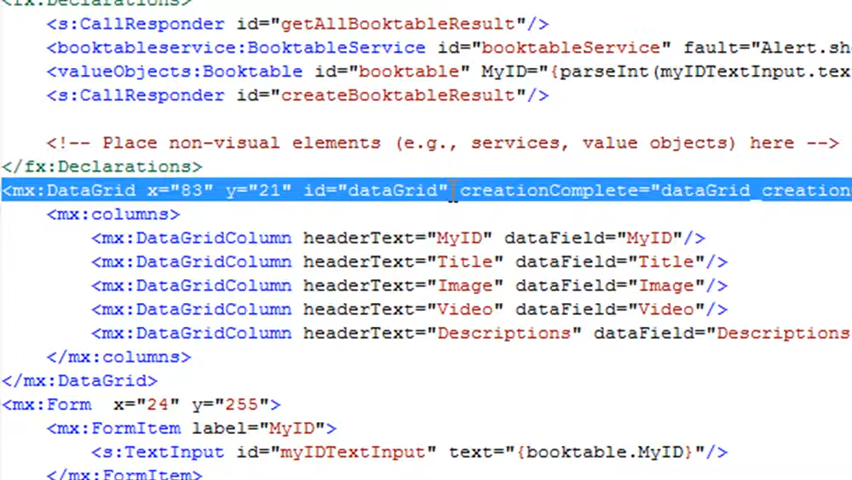 </fx:Declarations>
<s:CallResponder id="getAllBooktableResult"/>
<booktableservice:BooktableService id="booktableService" fault="Alert.sh
<valueObjects:Booktable id="booktable" MyID="{parseInt(myIDTextInput.tex
<s:CallResponder id="createBooktableResult"/>
<!-- Place non-visual elements (e.g., services, value objects) here -->
</fx:Declarations>
<mx:DataGrid x="83" y="21" id="dataGrid" creationComplete="dataGrid_creation
<mx:columns>
<mx:DataGridColumn headerText="MyID" dataField="MyID"/>
<mx:DataGridColumn headerText="Title" dataField="Title"/>
<mx:DataGridColumn headerText="Image" dataField="Image"/>
<mx:DataGridColumn headerText="Video" dataField="Video"/>
<mx:DataGridColumn headerText="Descriptions" dataField="Descriptions
</mx:columns>
</mx:DataGrid>
<mx:Form  x="24" y="255">
<mx:FormItem label="MyID">
<s:TextInput id="myIDTextInput" text="{booktable.MyID}"/>
</mx:FormItem>